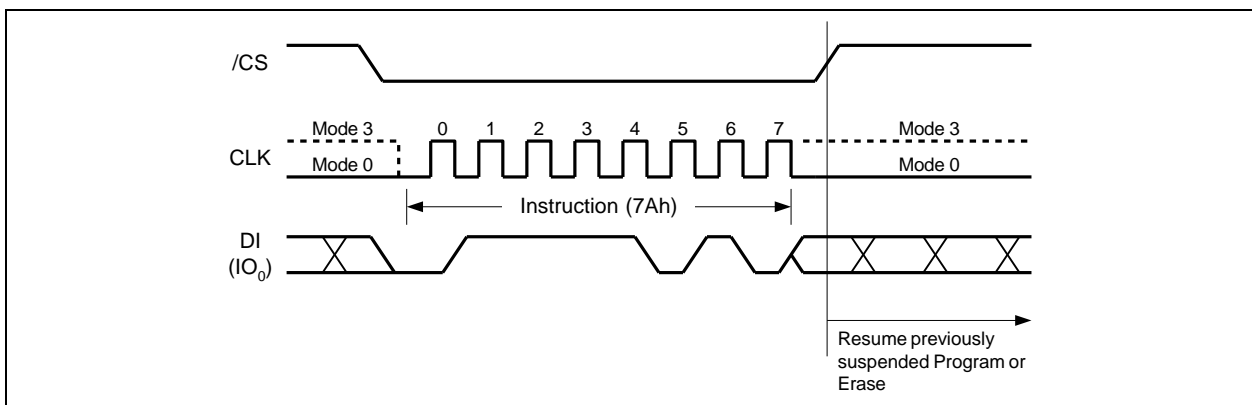 /CS
Mode 3 0 1 2 3 4 5 6 7 Mode 3
CLK
Mode 0 Mode 0
Instruction (7Ah)
DI
(IO0)
Resume previously
suspended Program or
Erase